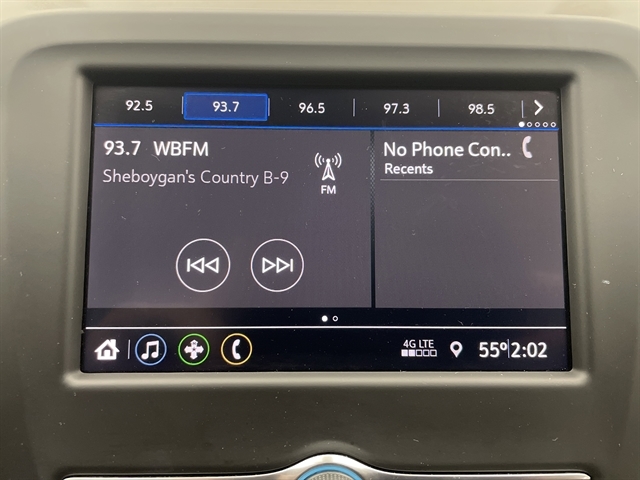 92.5 93.7 96.5 97.3 98.5
93.7 WBFM
Sheboygan's Country B-9
FM
No Phone Con..
Recents
4G LTE
55° 2:02